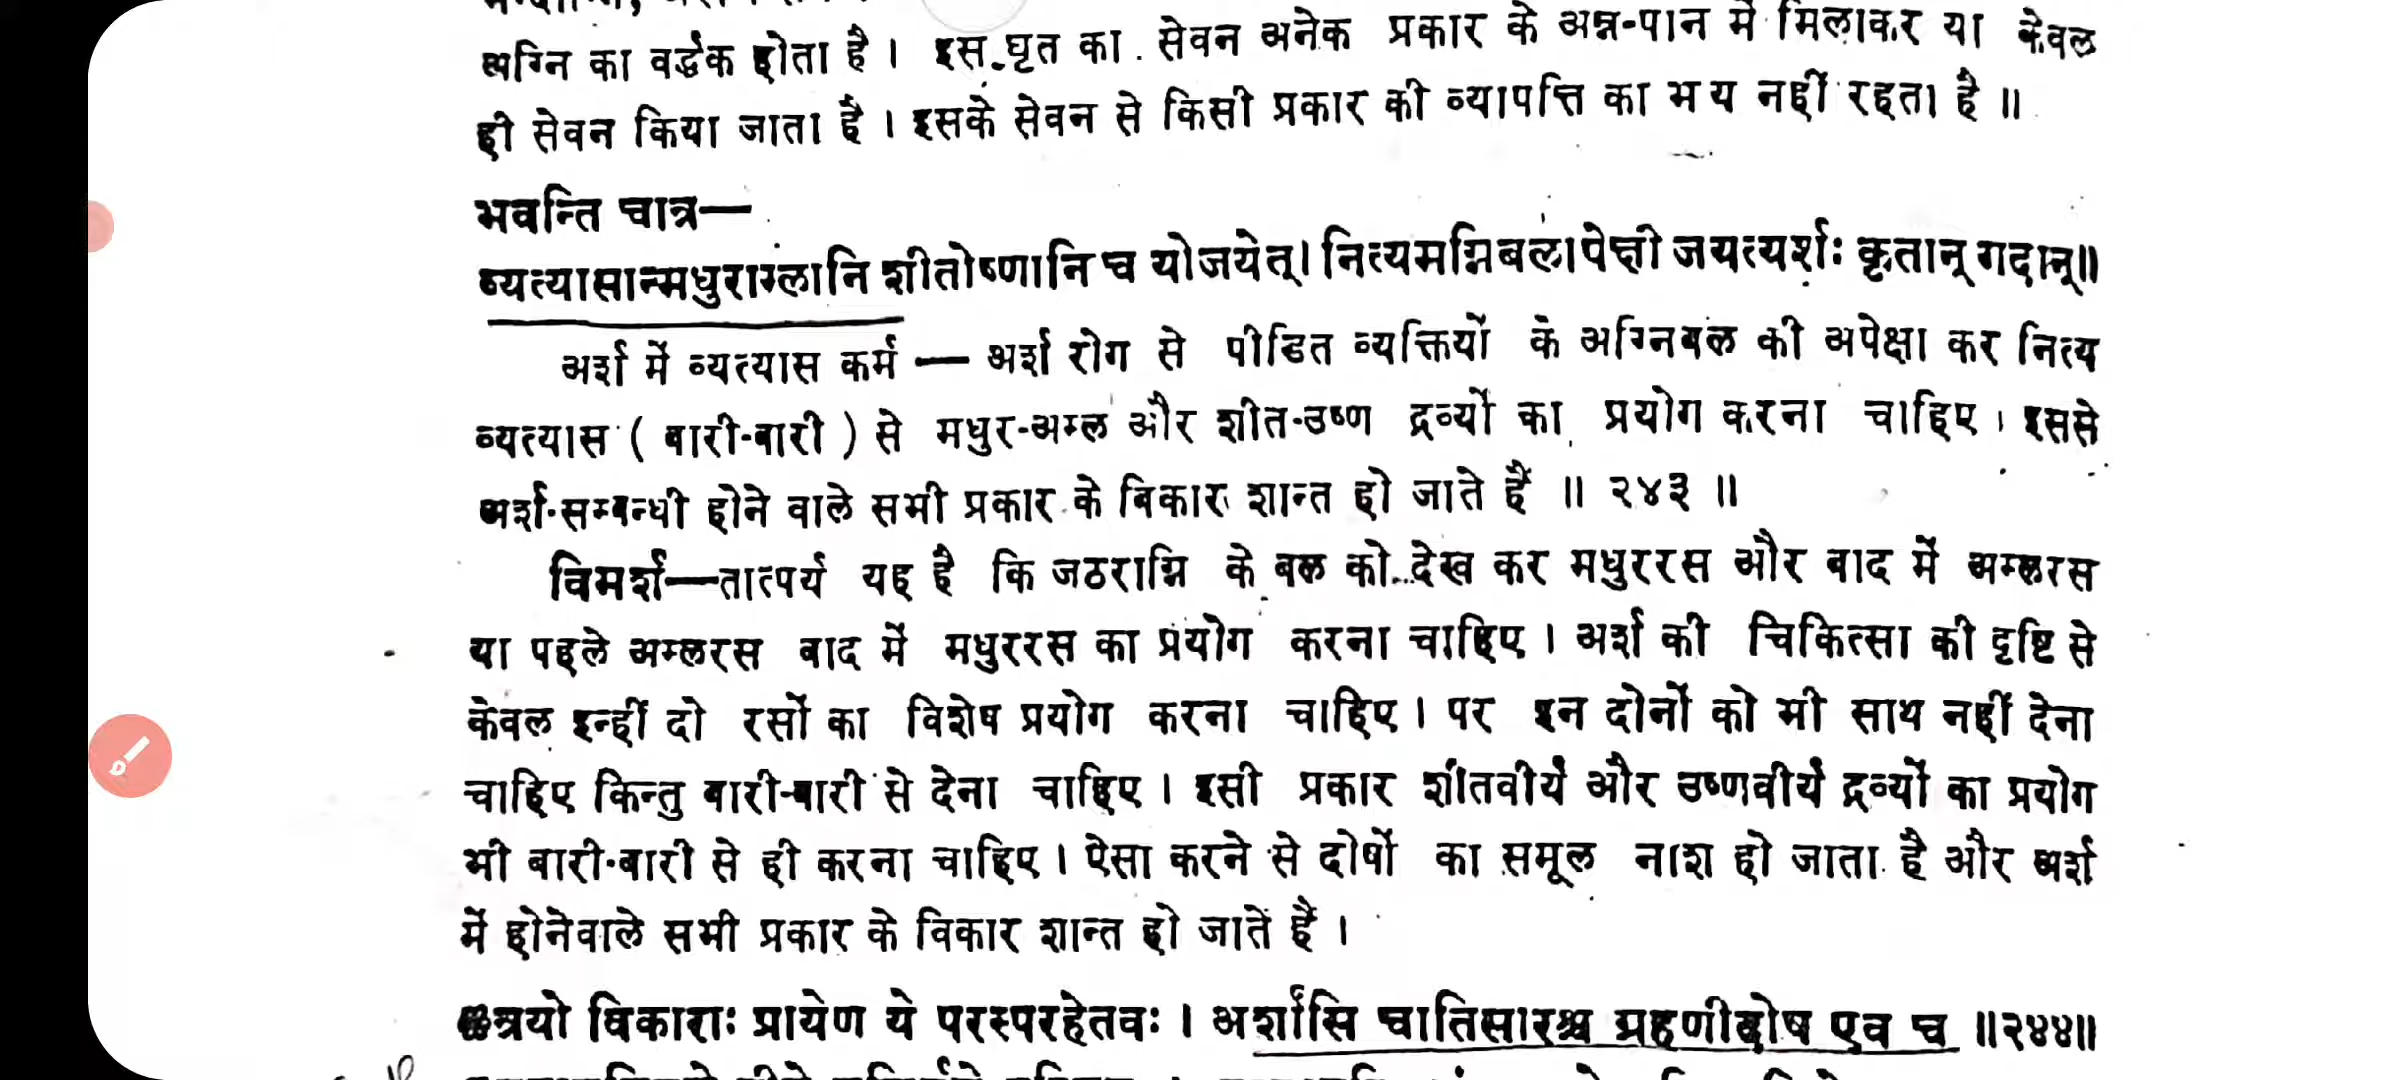 अग्नि का वर्द्धक होता है । इस घृत का सेवन अनेक प्रकार के अन्न-पान में मिलाकर या केवल
ही सेवन किया जाता है । इसके सेवन से किसी प्रकार की व्यापत्ति का भय नहीं रहता है ॥
भवन्ति चात्र—
व्यत्यासान्मधुराम्लानि शीतोष्णानि च योजयेत्। नित्यमग्निबलापेक्षी जयत्यर्शः कृतान् गदान्॥
अर्श में व्यत्यास कर्म — अर्श रोग से पीडित व्यक्तियों के अग्निबल की अपेक्षा कर नित्य
व्यत्यास ( बारी-बारी ) से मधुर-अम्ल और शीत-उष्ण द्रव्यों का प्रयोग करना चाहिए । इससे
अर्श-सम्बन्धी होने वाले सभी प्रकार के विकार शान्त हो जाते हैं ॥ २४३ ॥
विमर्श—तात्पर्य यह है कि जठराग्नि के बल को देख कर मधुररस और बाद में अम्लरस
या पहले अम्लरस बाद में मधुररस का प्रयोग करना चाहिए । अर्श की चिकित्सा की दृष्टि से
केवल इन्हीं दो रसों का विशेष प्रयोग करना चाहिए । पर इन दोनों को भी साथ नहीं देना
चाहिए किन्तु बारी-बारी से देना चाहिए । इसी प्रकार शीतवीर्य और उष्णवीर्य द्रव्यों का प्रयोग
भी बारी-बारी से ही करना चाहिए । ऐसा करने से दोषों का समूल नाश हो जाता है और अर्श
में होनेवाले सभी प्रकार के विकार शान्त हो जाते हैं ।
त्रयो विकाराः प्रायेण ये परस्परहेतवः । अर्शांसि चातिसारश्च ग्रहणीदोष एव च ॥२४४॥